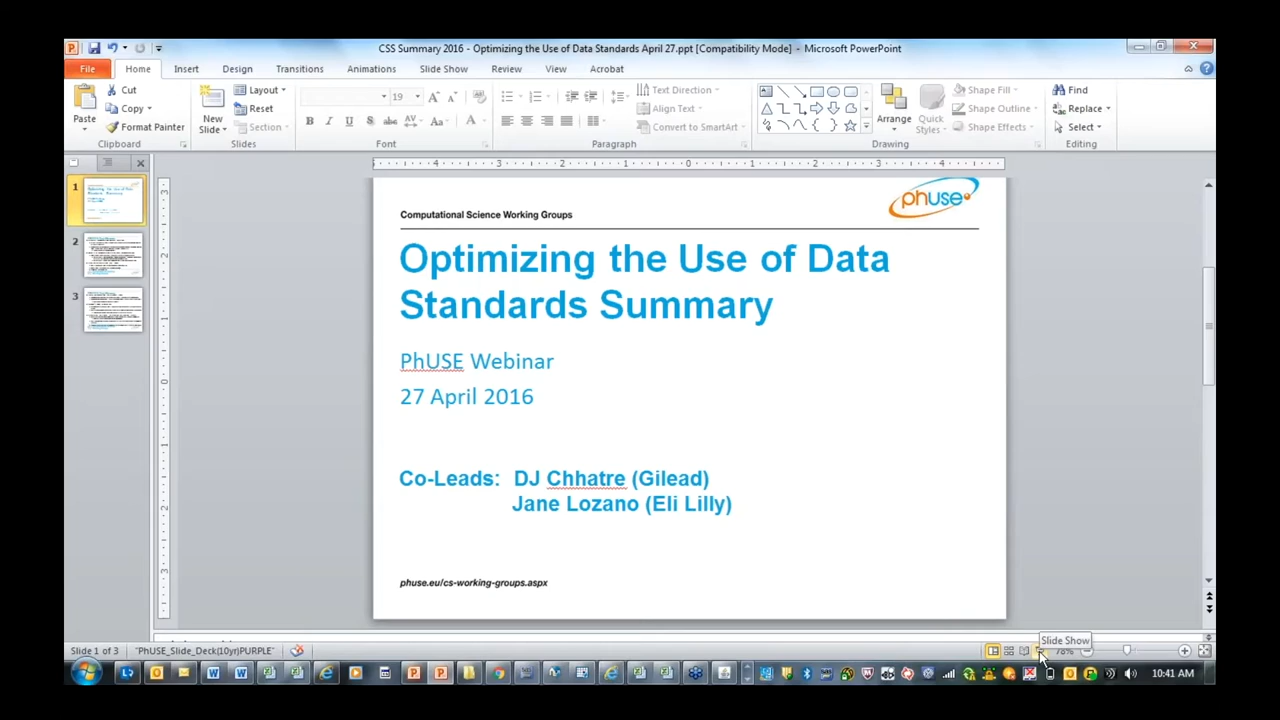 CSS Summary 2016 - Optimizing the Use of Data Standards April 27.ppt [Compatibility Mode] - Microsoft PowerPoint
File Home Insert Design Transitions Animations Slide Show Review View Acrobat
Paste
Cut
Copy
Format Painter
Clipboard
New
Slide
Layout
Reset
Section
Slides
19
Font
Text Direction
Align Text
Convert to SmartArt
Paragraph
Arrange
Quick
Styles
Shape Fill
Shape Outline
Shape Effects
Drawing
Find
Replace
Select
Editing
1
2
3
phuse
Computational Science Working Groups
Optimizing the Use of Data
Standards Summary
PhUSE Webinar
27 April 2016
Co-Leads: DJ Chhatre (Gilead)
Jane Lozano (Eli Lilly)
phuse.eu/cs-working-groups.aspx
Slide Show
Slide 1 of 3 "PhUSE_Slide_Deck(10yr)PURPLE" 78%
10:41 AM